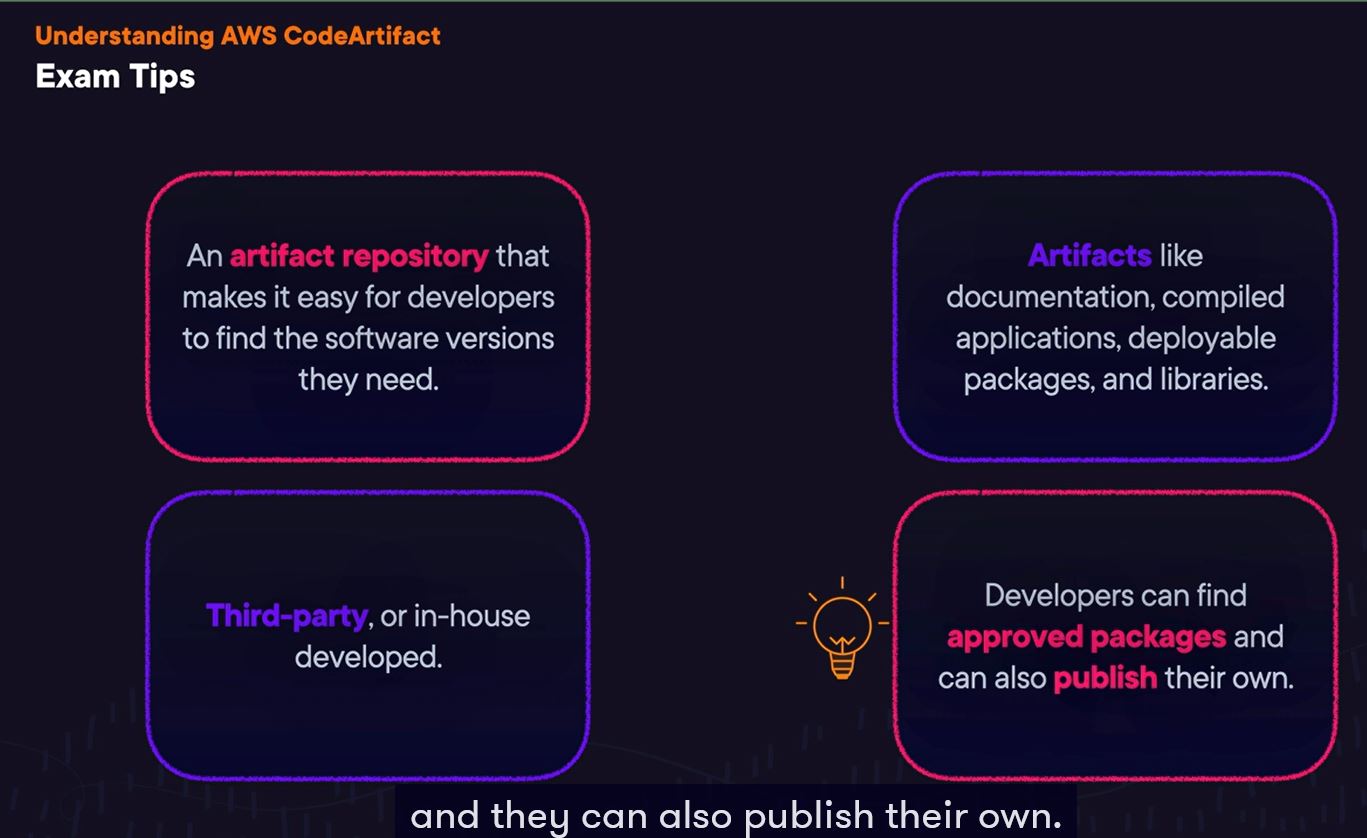 Understanding AWS CodeArtifact
Exam Tips
An artifact repository that
makes it easy for developers
to find the software versions
they need.
Artifacts like
documentation, compiled
applications, deployable
packages, and libraries.
Third-party, or in-house
developed.
Developers can find
approved packages and
can also publish their own.
and they can also publish their own.